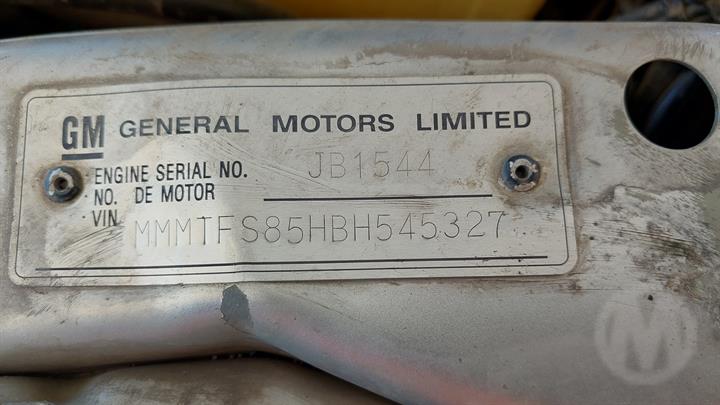 GM GENERAL MOTORS LIMITED
ENGINE SERIAL NO. JB1544
NO. DE MOTOR
VIN MMMTFS85HBH545327
M